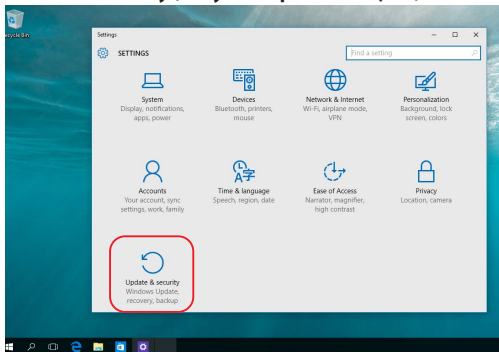 Recycle Bin
Settings
SETTINGS
Find a setting
System
Display, notifications,
apps, power
Devices
Bluetooth, printers,
mouse
Network & Internet
Wi-Fi, airplane mode,
VPN
Personalization
Background, lock
screen, colors
Accounts
Your account, sync
settings, work, family
Time & language
Speech, region, date
Ease of Access
Narrator, magnifier,
high contrast
Privacy
Location, camera
Update & security
Windows Update,
recovery, backup